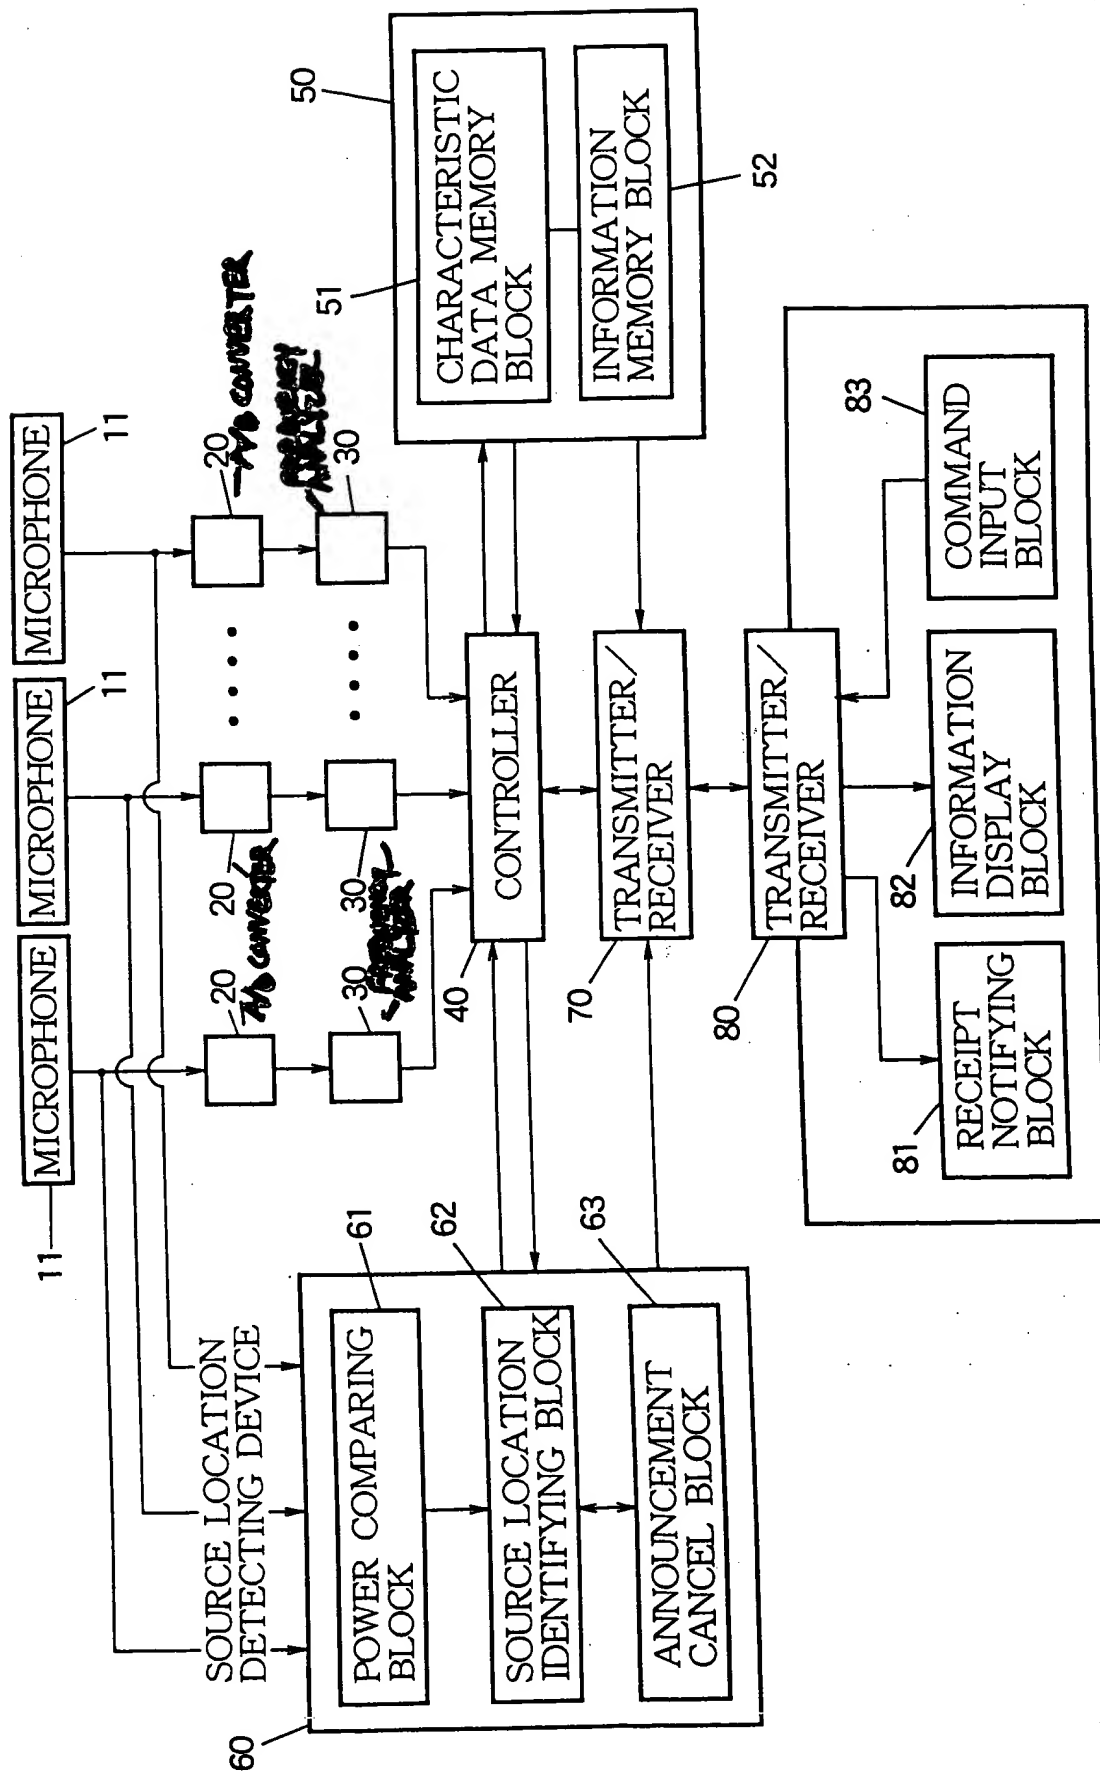 MICROPHONE
MICROPHONE
MICROPHONE
11
11
11
20
20
20
A/D CONVERTER
A/D CONVERTER
30
30
30
FREQUENCY
ANALYZER
FREQUENCY
ANALYZER
SOURCE LOCATION
DETECTING DEVICE
60
POWER COMPARING
BLOCK
61
SOURCE LOCATION
IDENTIFYING BLOCK
62
ANNOUNCEMENT
CANCEL BLOCK
63
CONTROLLER
40
50
CHARACTERISTIC
DATA MEMORY
BLOCK
51
INFORMATION
MEMORY BLOCK
52
TRANSMITTER/
RECEIVER
70
TRANSMITTER/
RECEIVER
80
RECEIPT
NOTIFYING
BLOCK
81
INFORMATION
DISPLAY
BLOCK
82
COMMAND
INPUT
BLOCK
83